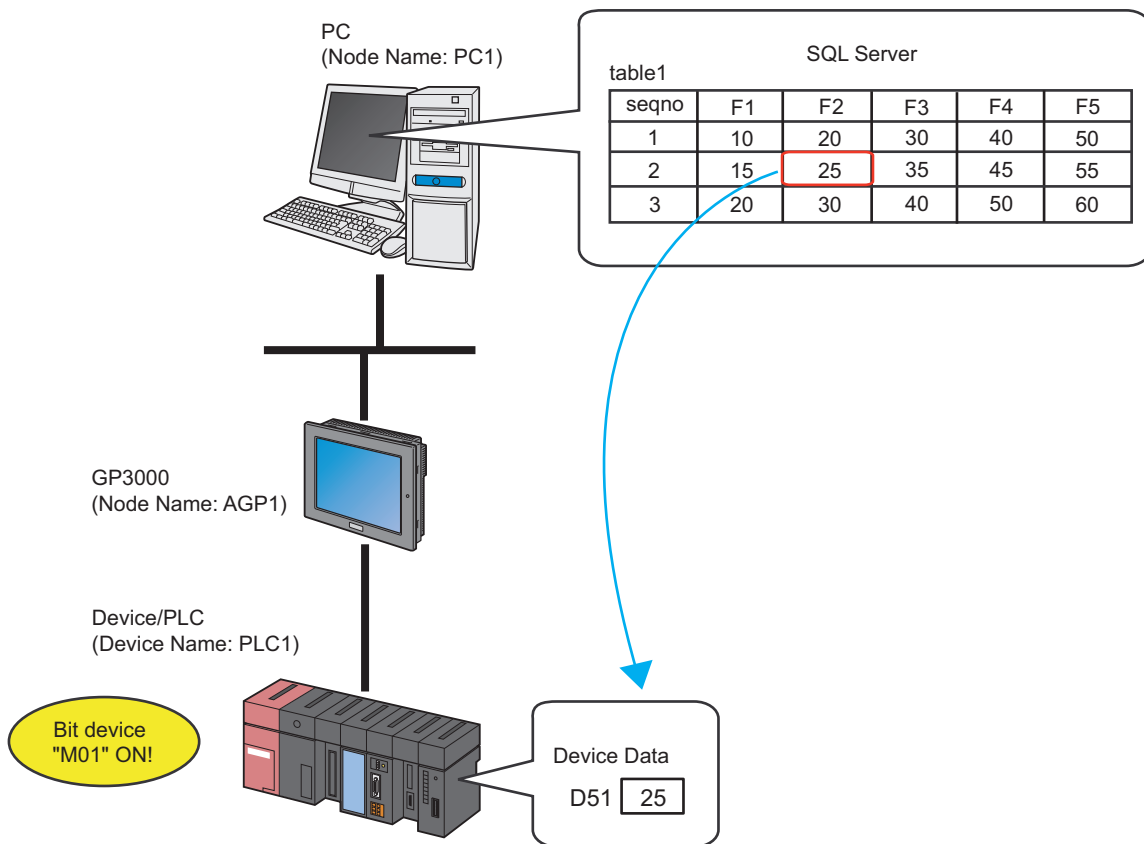 PC
(Node Name: PC1)
SQL Server
table1
seqno F1 F2 F3 F4 F5
1 10 20 30 40 50
2 15 25 35 45 55
3 20 30 40 50 60
GP3000
(Node Name: AGP1)
Device/PLC
(Device Name: PLC1)
Bit device
"M01" ON!
Device Data
D51 25